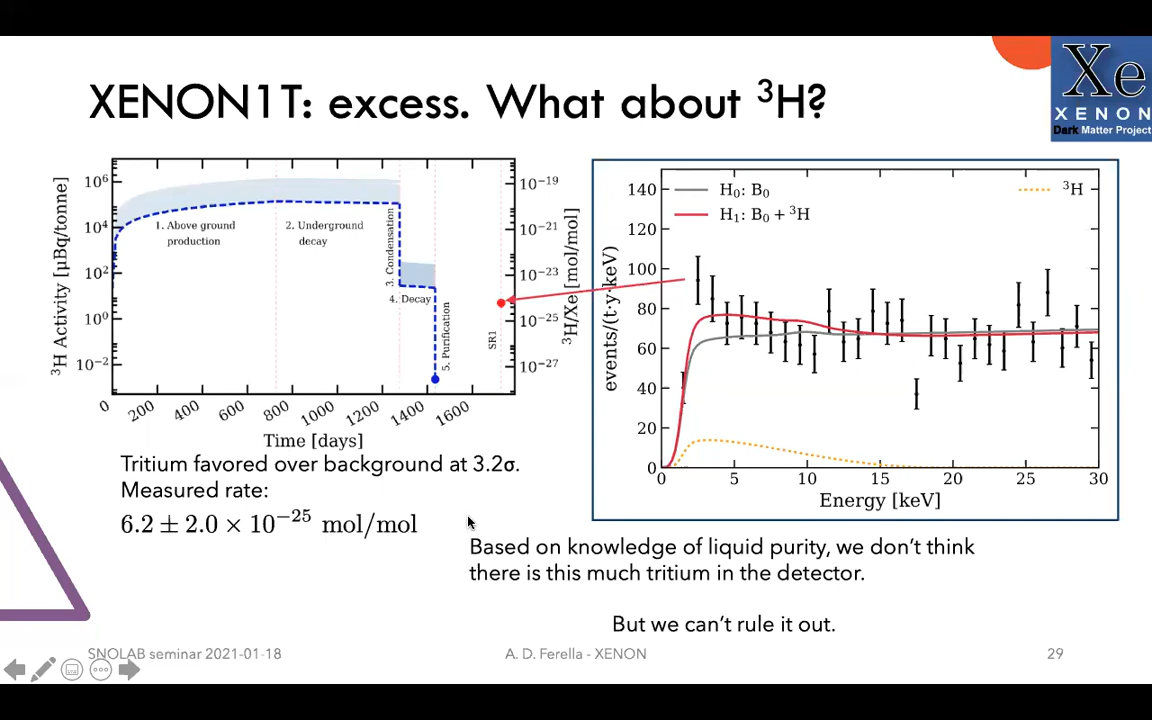 XENON1T: excess. What about ³H?
Xe
XENON
Dark Matter Project
³H Activity [µBq/tonne]
10⁶
10⁴
10²
10⁰
10⁻²
1. Above ground
production
2. Underground
decay
3. Condensation
4. Decay
5. Purification
SR1
10⁻¹⁹
10⁻²¹
10⁻²³
10⁻²⁵
10⁻²⁷
³H/Xe [mol/mol]
0 200 400 600 800 1000 1200 1400 1600
Time [days]
H₀: B₀
H₁: B₀ + ³H
³H
events/(t·y·keV)
140
120
100
80
60
40
20
0
0 5 10 15 20 25 30
Energy [keV]
Tritium favored over background at 3.2σ.
Measured rate:
6.2 ± 2.0 × 10⁻²⁵ mol/mol
Based on knowledge of liquid purity, we don't think
there is this much tritium in the detector.
But we can't rule it out.
SNOLAB seminar 2021-01-18
A. D. Ferella - XENON
29